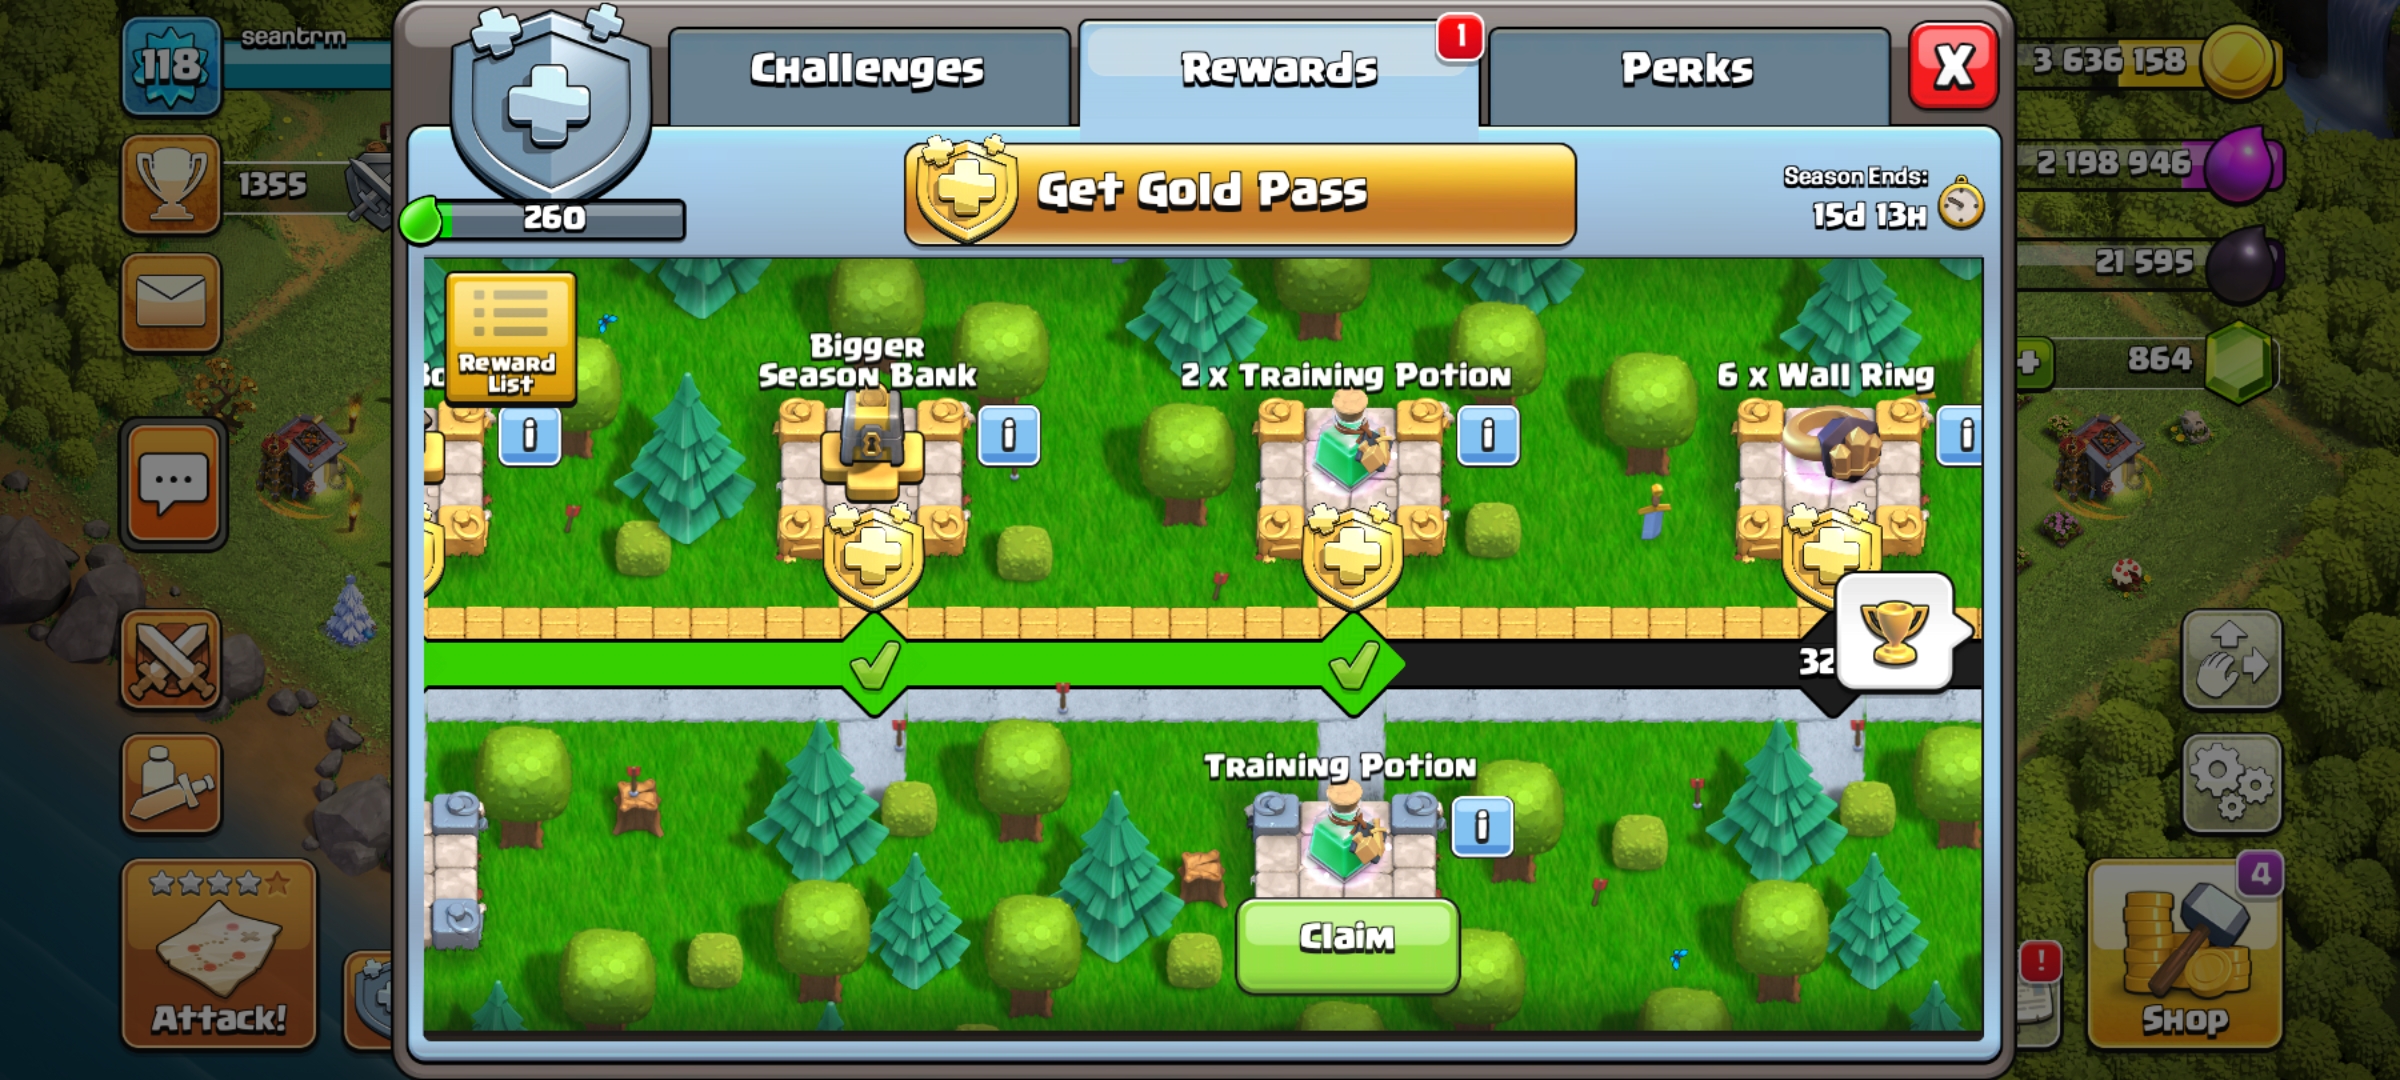 118
seantrm
Challenges
Rewards
1
Perks
X
3 636 158
1355
260
Get Gold Pass
Season Ends:
15d 13h
2 198 946
21 595
864
Reward
List
Bigger
Season Bank
2 x Training Potion
6 x Wall Ring
i
i
i
i
Training Potion
i
Claim
Attack!
4
!
Shop